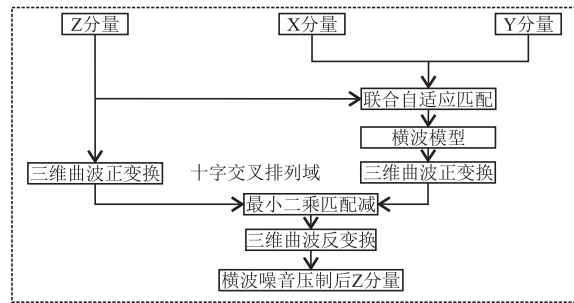 Z分量
X分量
Y分量
联合自适应匹配
横波模型
三维曲波正变换
十字交叉排列域
三维曲波正变换
最小二乘匹配减
三维曲波反变换
横波噪音压制后Z分量